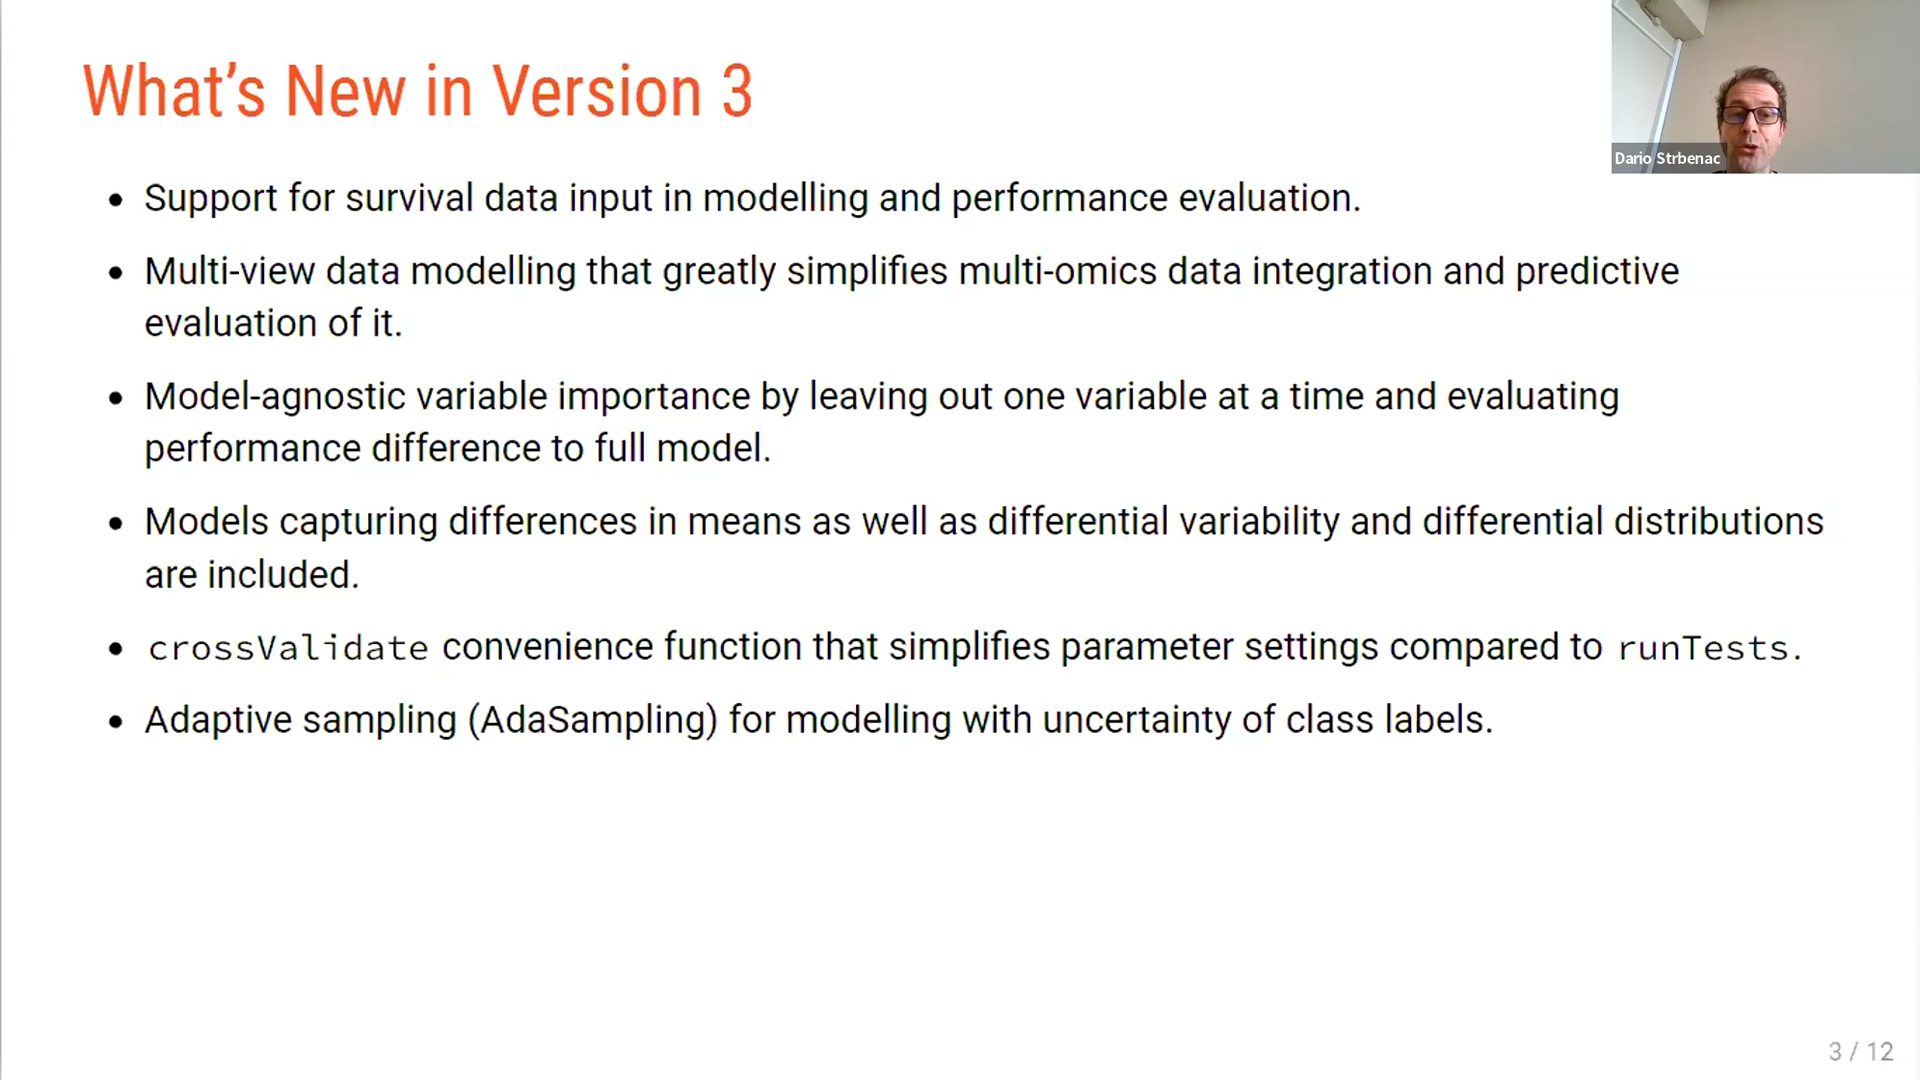 What's New in Version 3
Dario Strbenac
• Support for survival data input in modelling and performance evaluation.
• Multi-view data modelling that greatly simplifies multi-omics data integration and predictive
evaluation of it.
• Model-agnostic variable importance by leaving out one variable at a time and evaluating
performance difference to full model.
• Models capturing differences in means as well as differential variability and differential distributions
are included.
• crossValidate convenience function that simplifies parameter settings compared to runTests.
• Adaptive sampling (AdaSampling) for modelling with uncertainty of class labels.
3 / 12